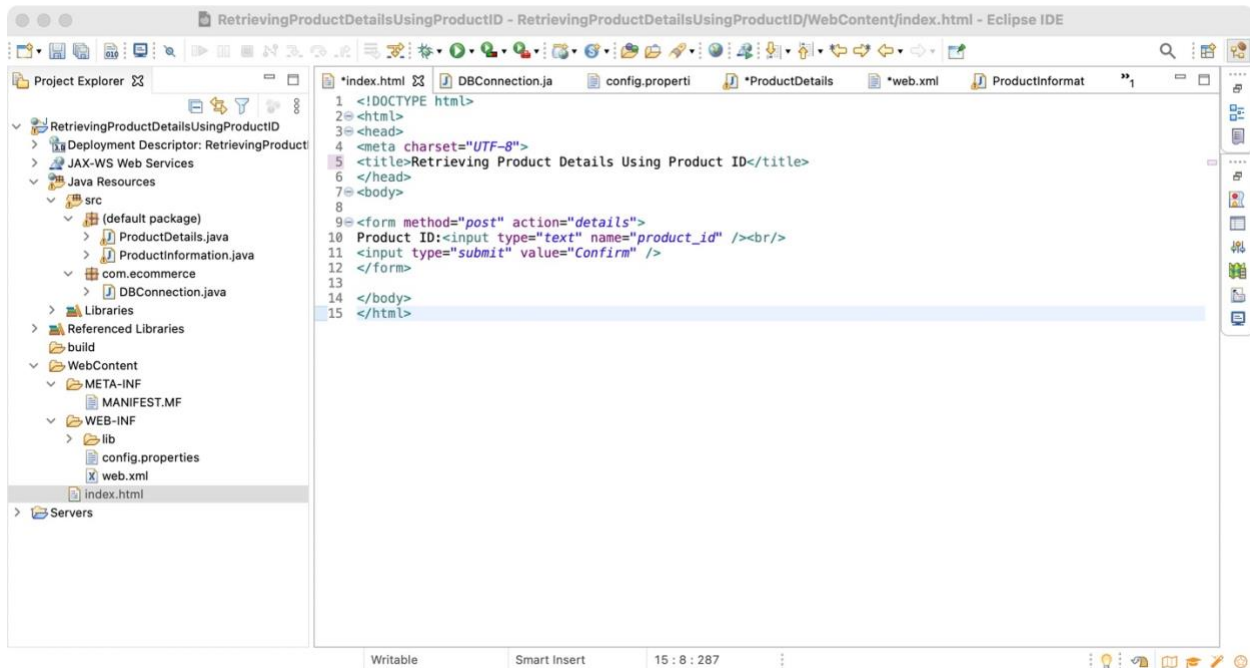 RetrievingProductDetailsUsingProductID - RetrievingProductDetailsUsingProductID/WebContent/index.html - Eclipse IDE
Project Explorer
*index.html
DBConnection.ja
config.properti
*ProductDetails
*web.xml
ProductInformat
»1
RetrievingProductDetailsUsingProductID
Deployment Descriptor: RetrievingProductI
JAX-WS Web Services
Java Resources
src
(default package)
ProductDetails.java
ProductInformation.java
com.ecommerce
DBConnection.java
Libraries
Referenced Libraries
build
WebContent
META-INF
MANIFEST.MF
WEB-INF
lib
config.properties
web.xml
index.html
Servers
1 <!DOCTYPE html>
2 <html>
3 <head>
4 <meta charset="UTF-8">
5 <title>Retrieving Product Details Using Product ID</title>
6 </head>
7 <body>
8
9 <form method="post" action="details">
10 Product ID:<input type="text" name="product_id" /><br/>
11 <input type="submit" value="Confirm" />
12 </form>
13
14 </body>
15 </html>
Writable
Smart Insert
15 : 8 : 287